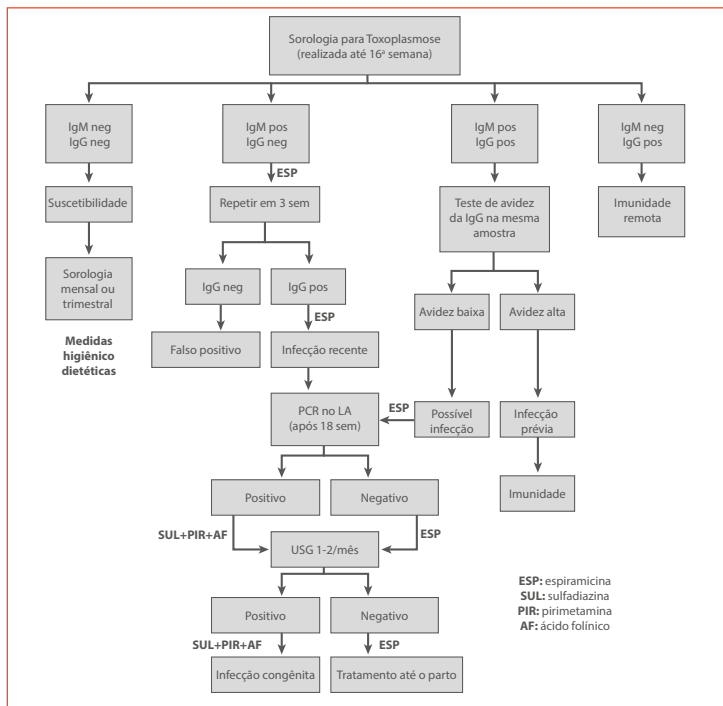 Sorologia para Toxoplasmose
(realizada até 16ª semana)
IgM neg
IgG neg
IgM pos
IgG neg
IgM pos
IgG pos
IgM neg
IgG pos
ESP
Suscetibilidade
Repetir em 3 sem
Teste de avidez
da IgG na mesma
amostra
Imunidade
remota
Sorologia
mensal ou
trimestral
IgG neg
IgG pos
Avidez baixa
Avidez alta
ESP
Medidas
higiênico
dietéticas
Falso positivo
Infecção recente
PCR no LA
(após 18 sem)
ESP
Possível
infecção
Infecção
prévia
Positivo
Negativo
Imunidade
SUL+PIR+AF
ESP
USG 1-2/mês
Positivo
Negativo
SUL+PIR+AF
ESP
Infecção congênita
Tratamento até o parto
ESP: espiramicina
SUL: sulfadiazina
PIR: pirimetamina
AF: ácido folínico